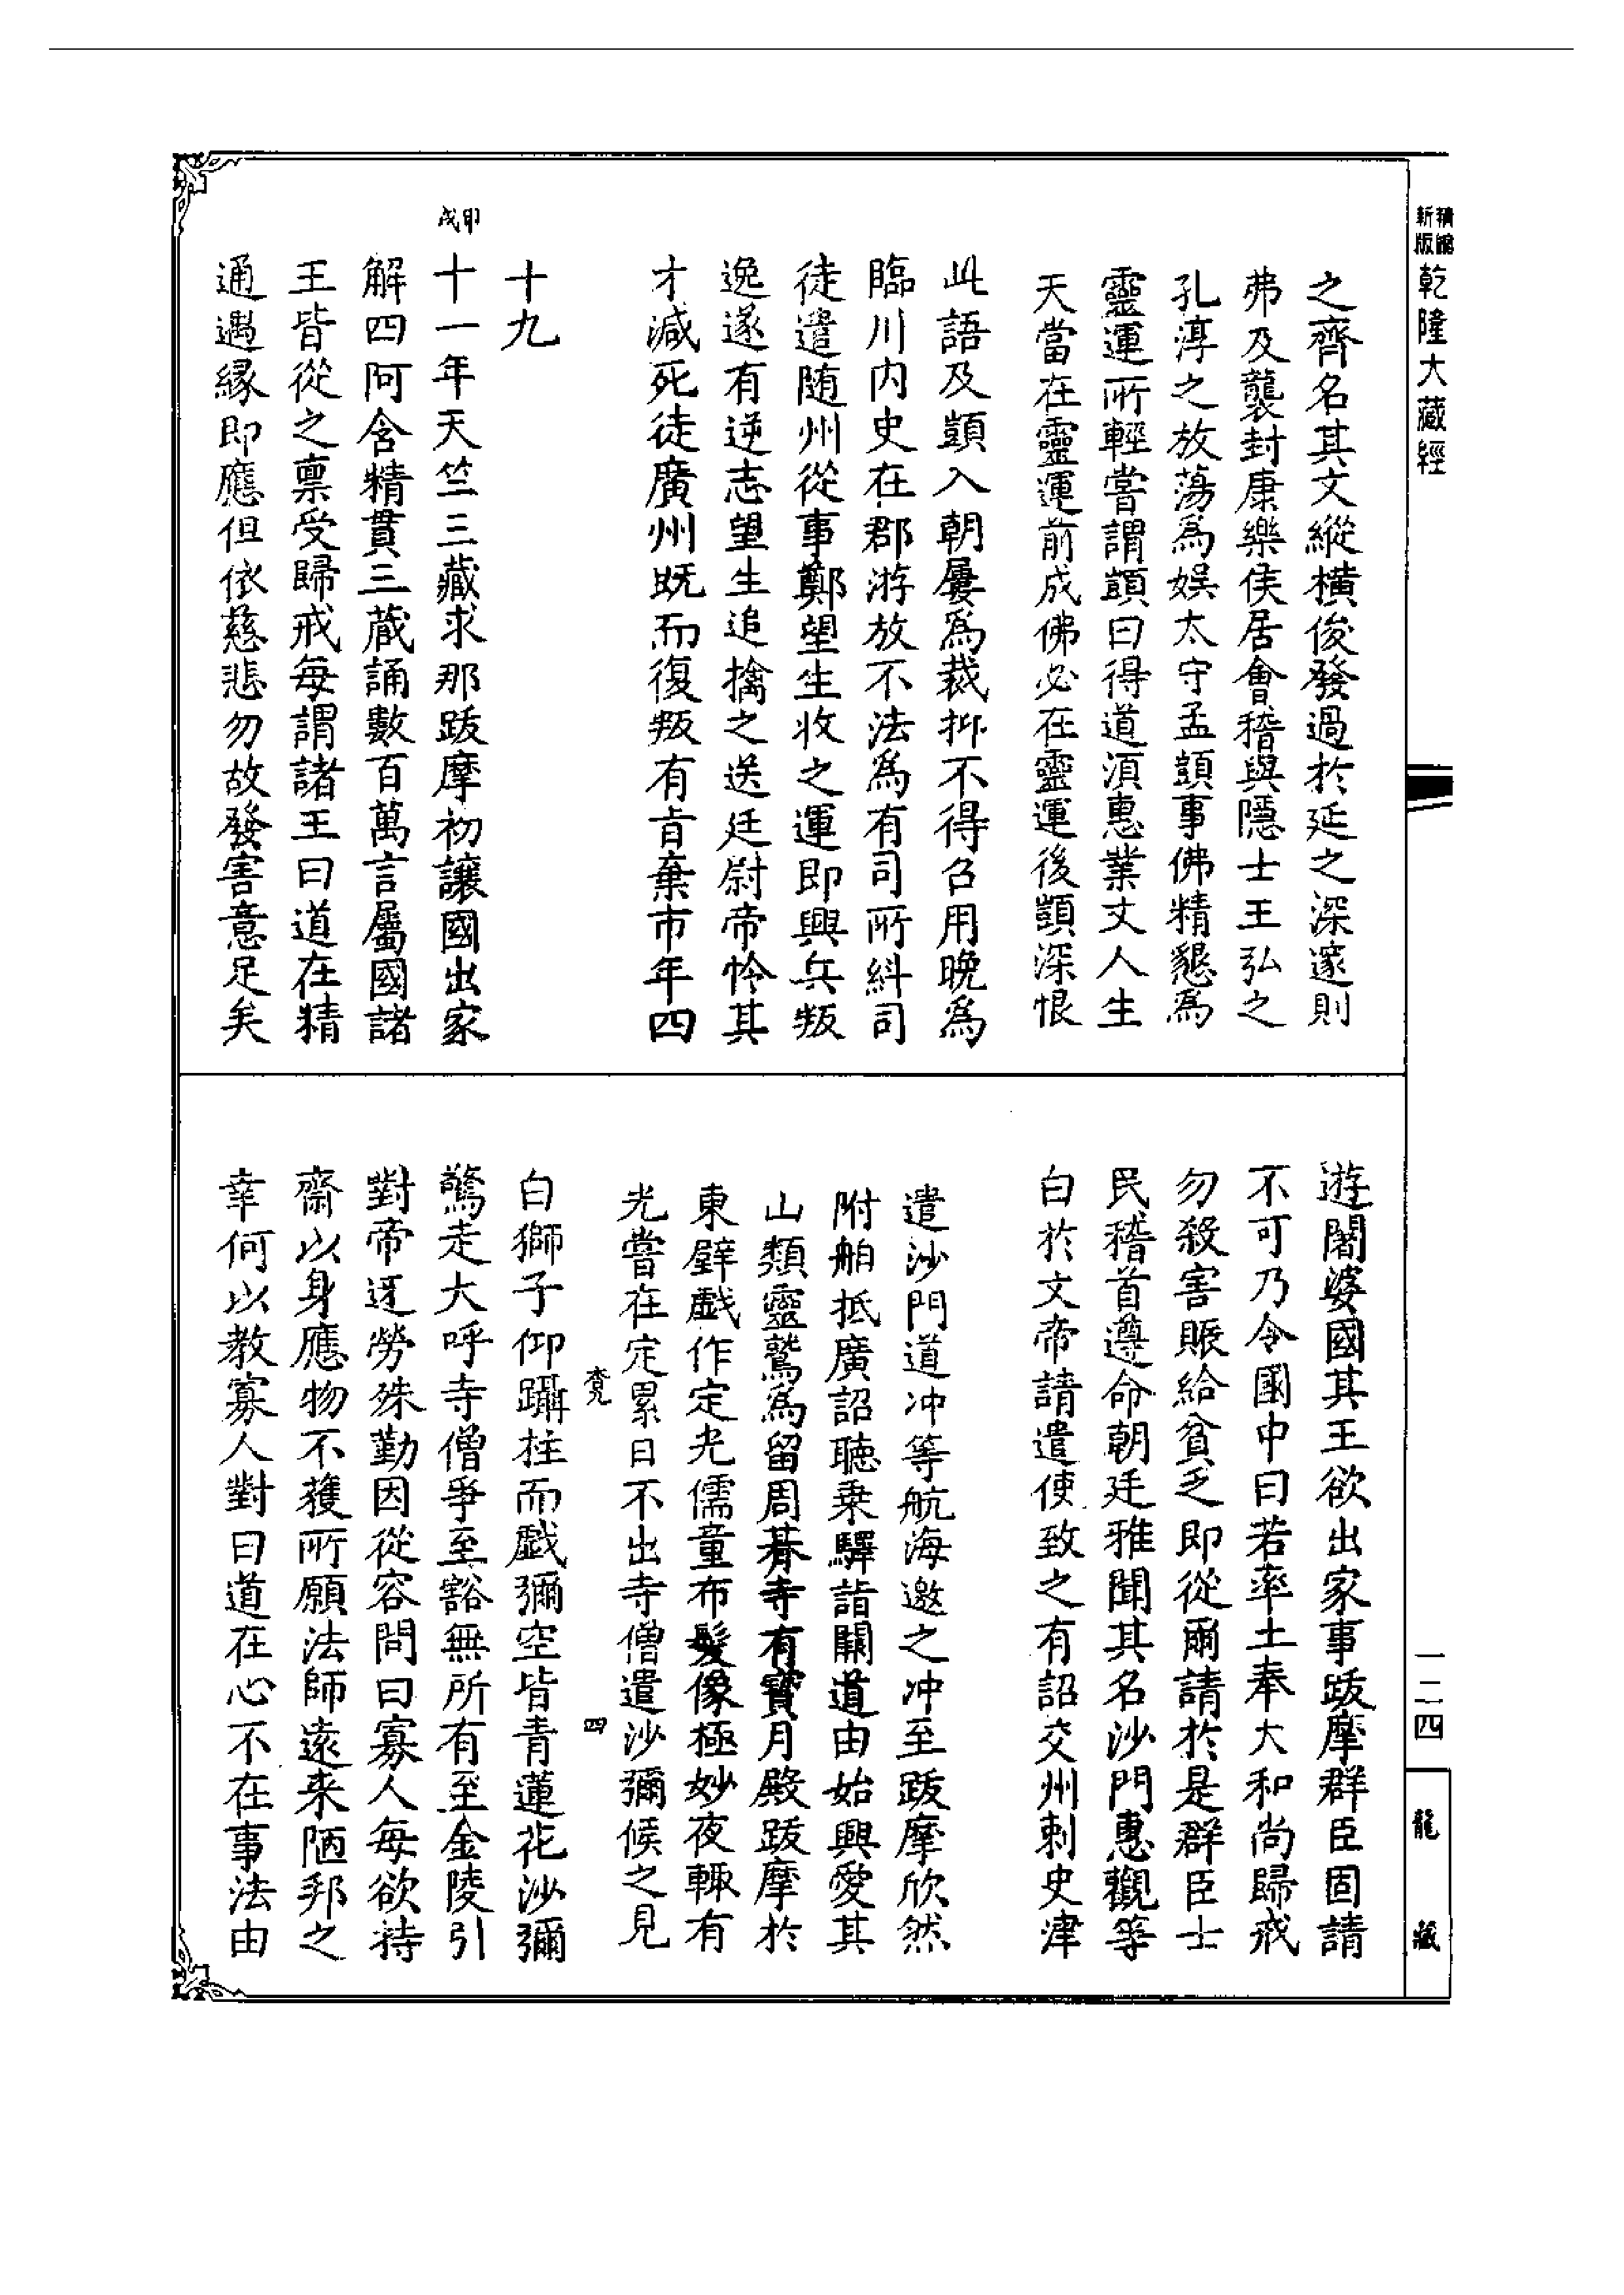 精編
新版
乾隆大藏經
之齊名其文縱横俊發過於延之深邃則
弗及襲封康樂侯居會稽與隱士王弘之
孔淳之放蕩爲娱太守孟顗事佛精懇爲
靈運所輕嘗謂顗曰得道湏惠業丈人生
天當在靈運前成佛必在靈運後顗深恨
此語及顗入朝屢爲裁抑不得召用晚爲
臨川内史在郡游放不法爲有司所糾司
徒遣随州從事鄭望生收之運即興兵叛
逸遂有逆志望生追擒之送廷尉帝怜其
才減死徒廣州既而復叛有旨棄市年四
十九
甲戌
十一年天竺三藏求那跋摩初讓國出家
解四阿含精貫三藏誦數百萬言屬國諸
王皆從之禀受歸戒每謂諸王曰道在精
通遇緣即應但依慈悲勿故發害意足矣
遊闍婆國其王欲出家事跋摩群臣固請
不可乃令國中曰若率土奉大和尚歸戒
勿殺害賑給貧乏即從爾請於是群臣士
民稽首遵命朝廷雅聞其名沙門惠觀等
白於文帝請遣使致之有詔交州刺史津
遣沙門道冲等航海邀之冲至跋摩欣然
附舶抵廣詔聽乗驛詣闕道由始興愛其
山類靈鷲爲留周朞寺有寶月殿跋摩於
東壁戲作定光儒童布髮像極妙夜輙有
光嘗在定累日不出寺僧遣沙彌候之見
四
白獅子仰躡拄而戲彌空皆青蓮花沙彌
驚走大呼寺僧爭至豁無所有至金陵引
對帝迓勞殊勤因從容問曰寡人每欲持
齋以身應物不獲所願法師遠来陋邦之
幸何以教寡人對曰道在心不在事法由
一二四
龍藏